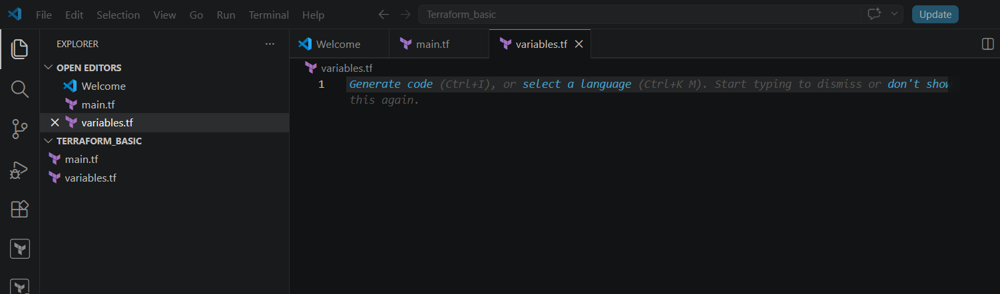 File Edit Selection View Go Run Terminal Help Terraform_basic Update
EXPLORER ...
Welcome main.tf variables.tf
OPEN EDITORS
Welcome
main.tf
variables.tf
TERRAFORM_BASIC
main.tf
variables.tf
variables.tf
1 Generate code (Ctrl+I), or select a language (Ctrl+K M). Start typing to dismiss or don't show
this again.